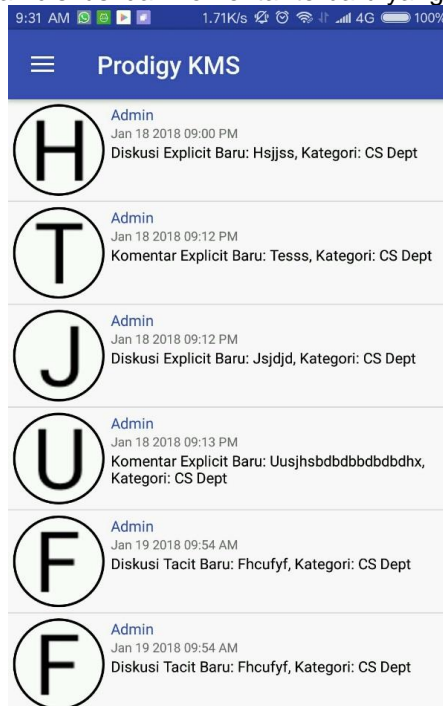 9:31 AM 1.71K/s 4G 100%
Prodigy KMS
H
Admin
Jan 18 2018 09:00 PM
Diskusi Explicit Baru: Hsjjss, Kategori: CS Dept
T
Admin
Jan 18 2018 09:12 PM
Komentar Explicit Baru: Tesss, Kategori: CS Dept
J
Admin
Jan 18 2018 09:12 PM
Diskusi Explicit Baru: Jsjdjd, Kategori: CS Dept
U
Admin
Jan 18 2018 09:13 PM
Komentar Explicit Baru: Uusjhsbdbdbbdbdbdhx,
Kategori: CS Dept
F
Admin
Jan 19 2018 09:54 AM
Diskusi Tacit Baru: Fhcufyf, Kategori: CS Dept
F
Admin
Jan 19 2018 09:54 AM
Diskusi Tacit Baru: Fhcufyf, Kategori: CS Dept